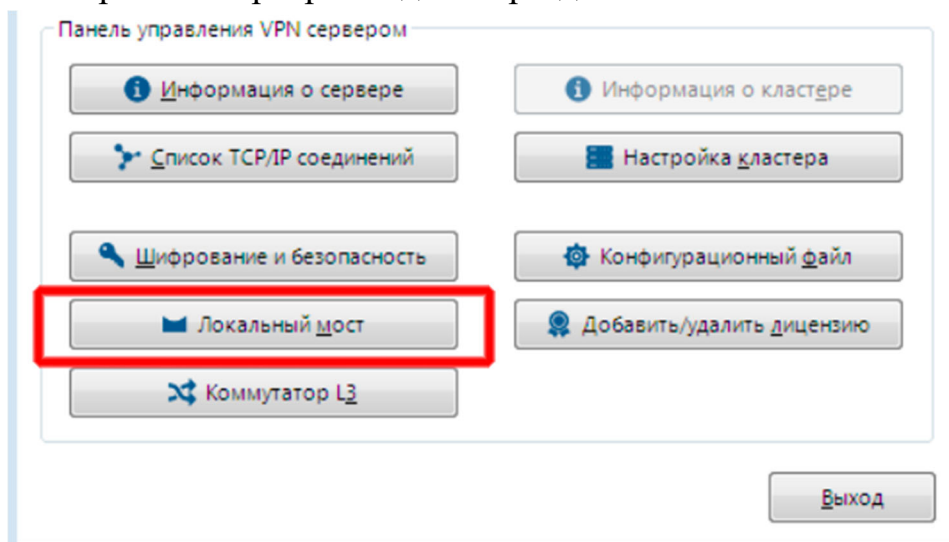 Панель управления VPN сервером
Информация о сервере
Информация о кластере
Список TCP/IP соединений
Настройка кластера
Шифрование и безопасность
Конфигурационный файл
Локальный мост
Добавить/удалить лицензию
Коммутатор L3
Выход